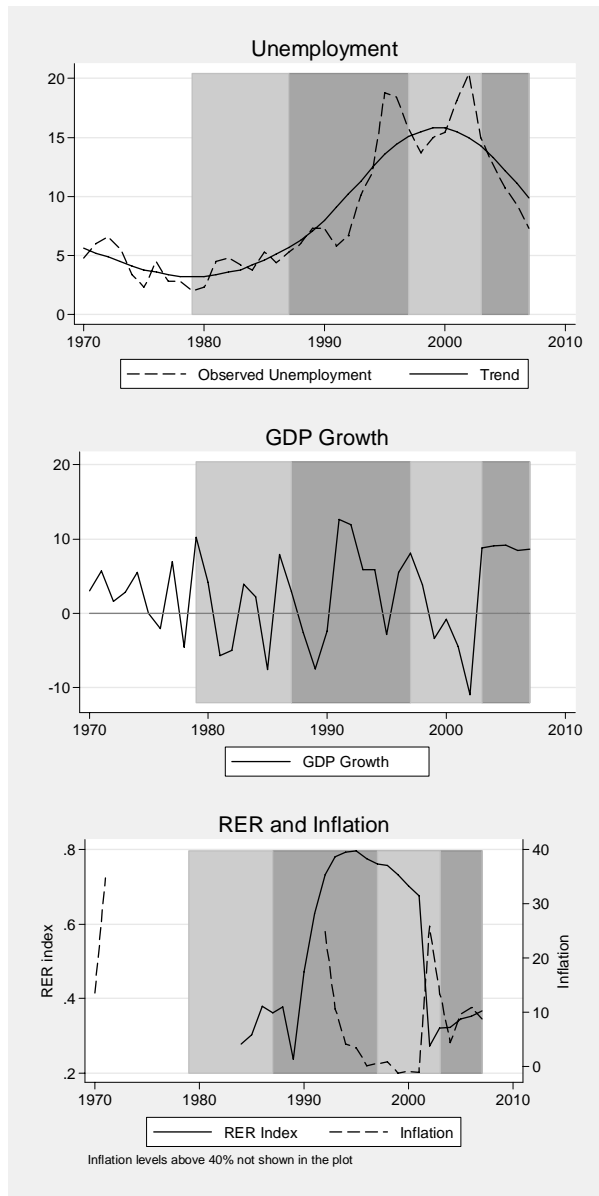 Unemployment
20
15
10
5
0
1970 1980 1990 2000 2010
Observed Unemployment Trend
GDP Growth
20
10
0
-10
1970 1980 1990 2000 2010
GDP Growth
RER and Inflation
.8
.6
.4
.2
RER index
40
30
20
10
0
Inflation
1970 1980 1990 2000 2010
RER Index Inflation
Inflation levels above 40% not shown in the plot